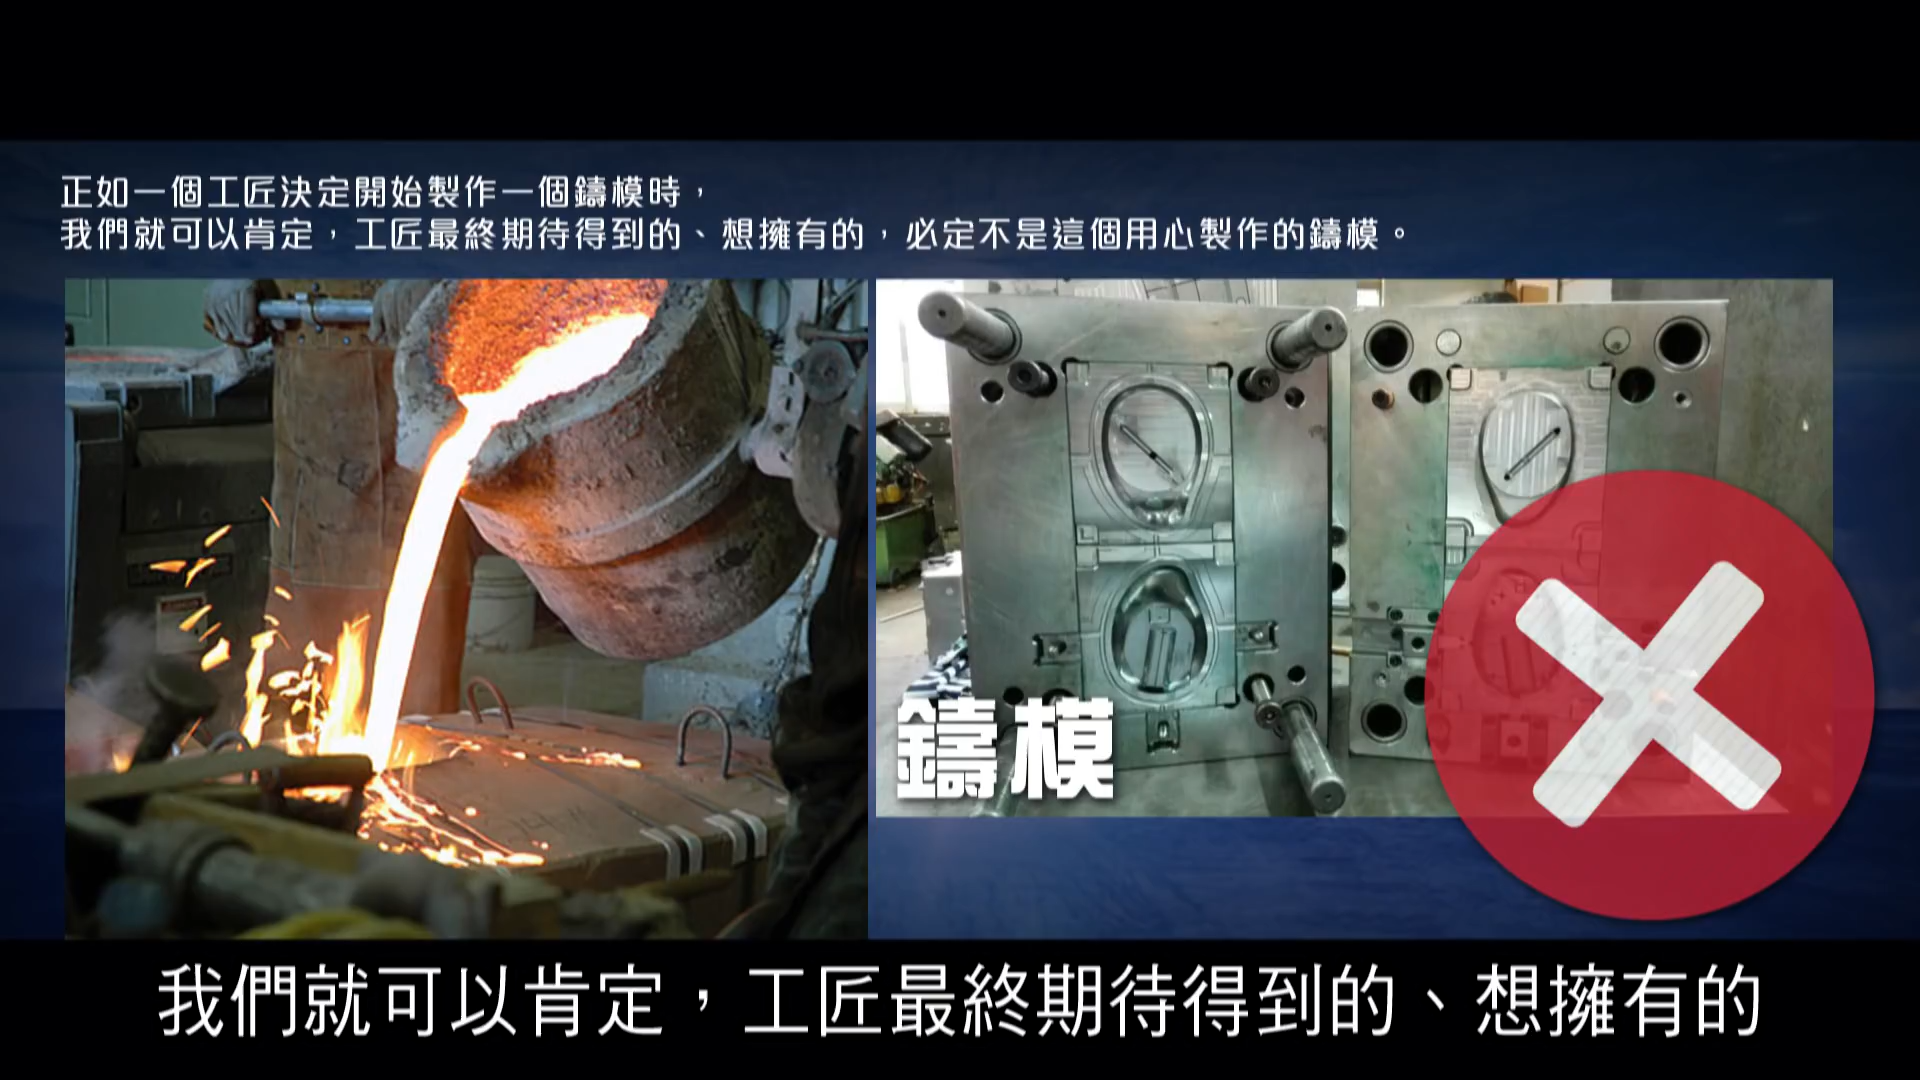 正如一個工匠決定開始製作一個鑄模時，
我們就可以肯定，工匠最終期待得到的、想擁有的，必定不是這個用心製作的鑄模。
鑄模
我們就可以肯定，工匠最終期待得到的、想擁有的